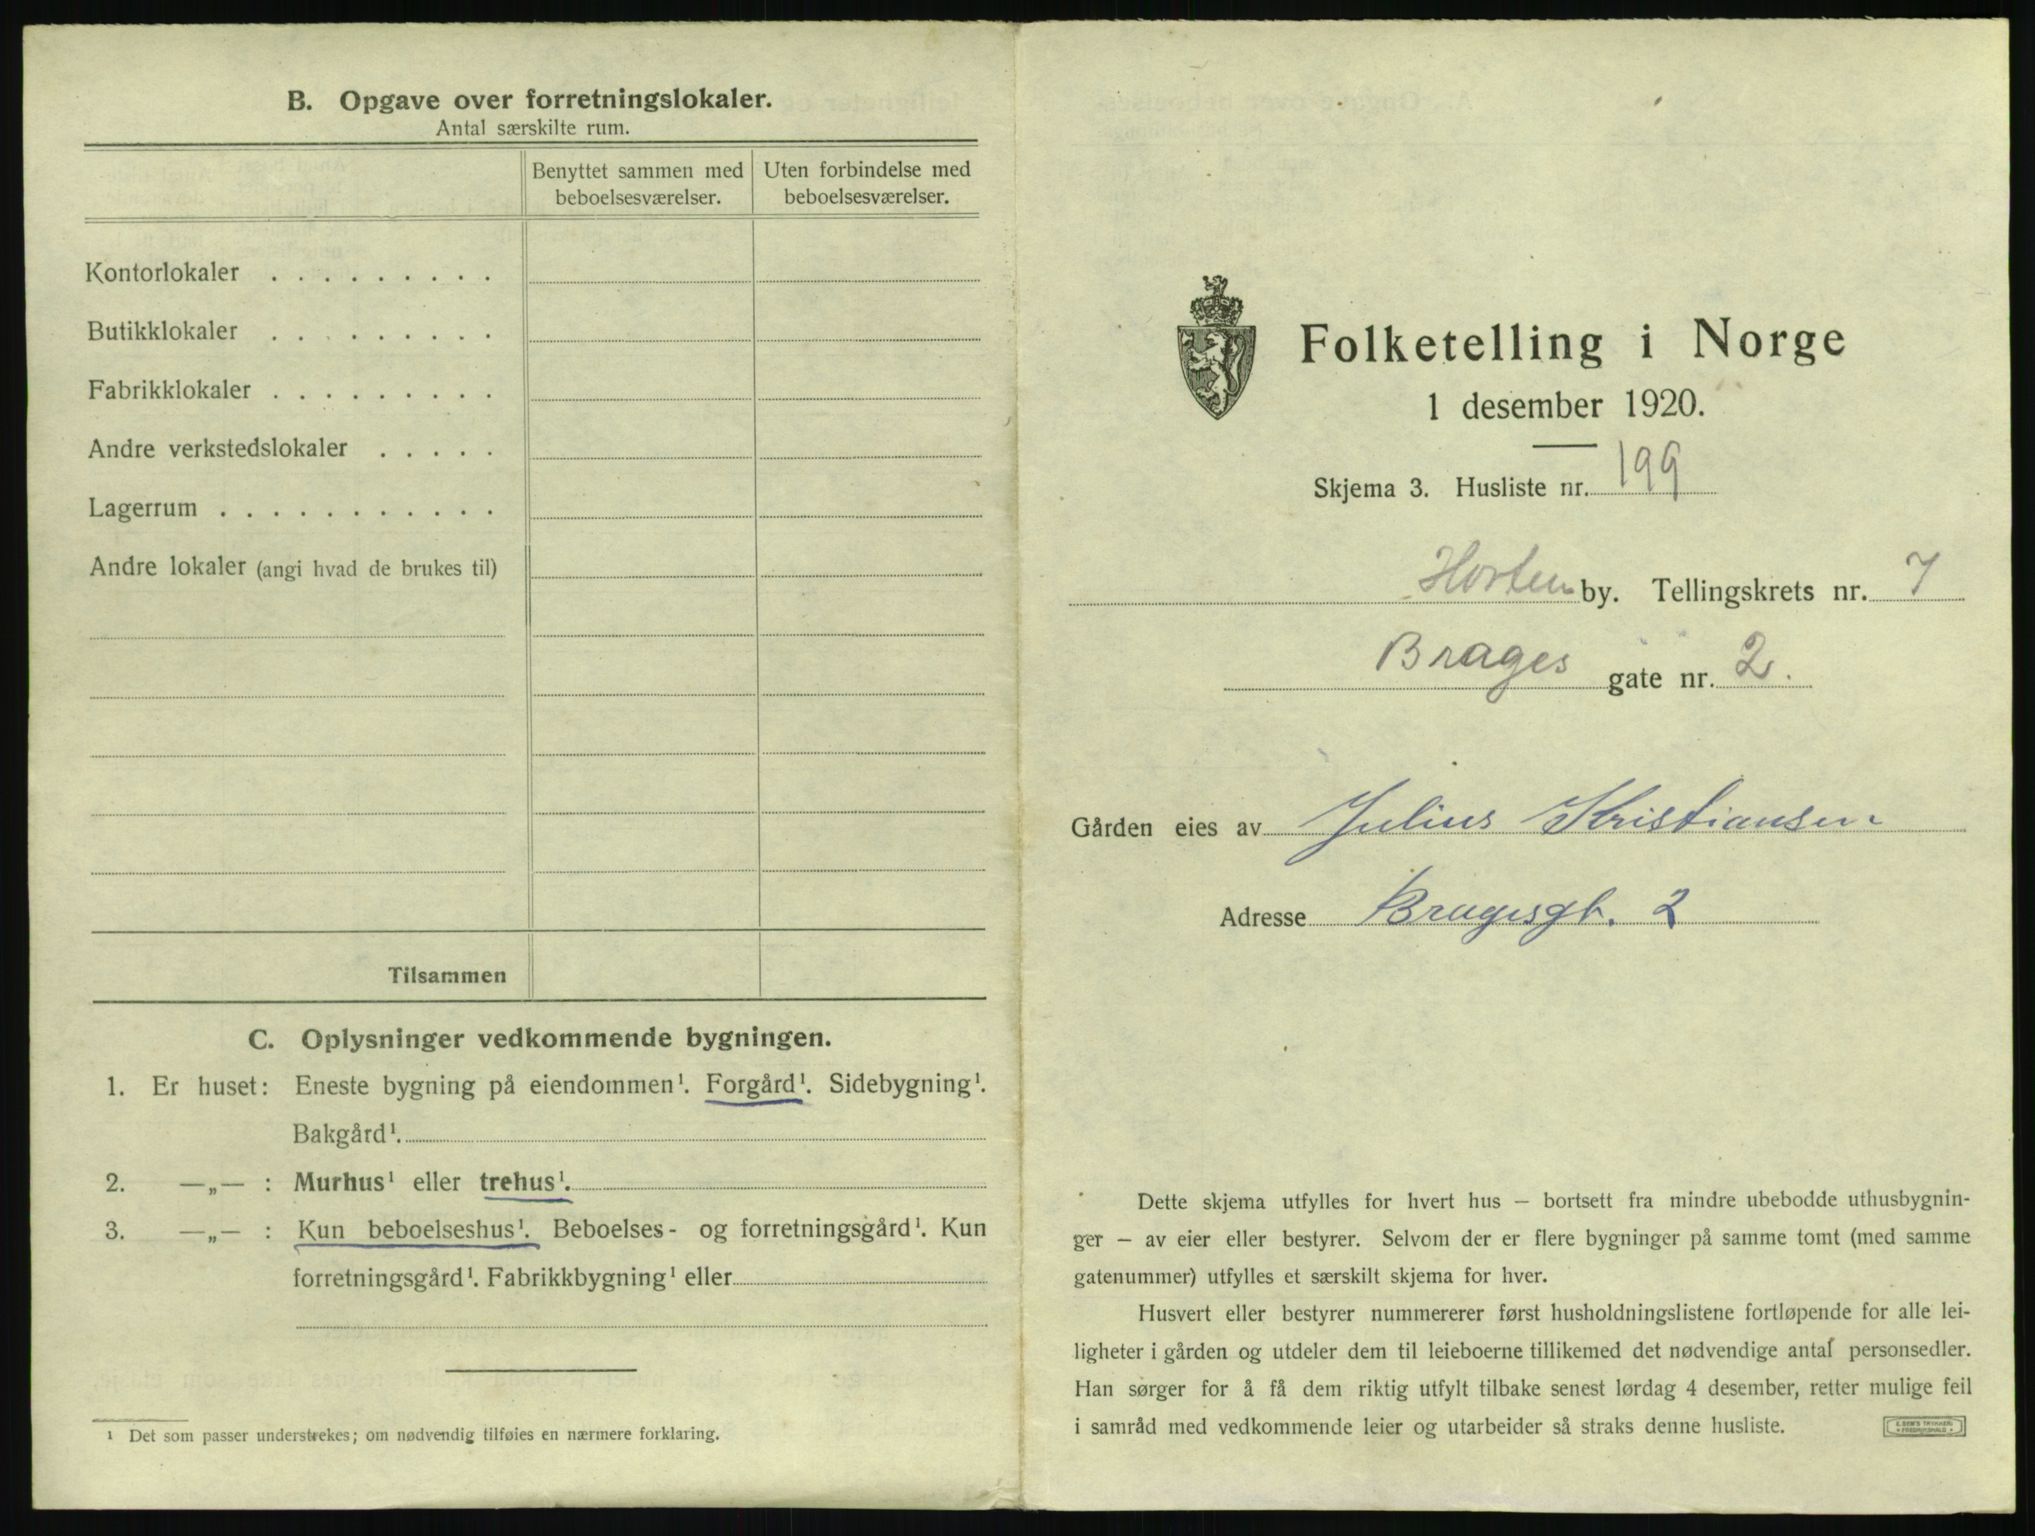 B. Opgave over forretningslokaler.
Antal særskilte rum.
Benyttet sammen med beboelsesværelser.
Uten forbindelse med beboelsesværelser.
Kontorlokaler . . . . . . . . .
Butikklokaler . . . . . . . . .
Fabrikklokaler . . . . . . . . .
Andre verkstedslokaler . . . . .
Lagerrum . . . . . . . . . . .
Andre lokaler (angi hvad de brukes til)
Tilsammen
C. Oplysninger vedkommende bygningen.
1. Er huset: Eneste bygning på eiendommen¹. Forgård¹. Sidebygning¹.
Bakgård¹.
2. —„— : Murhus¹ eller trehus¹.
3. —„— : Kun beboelseshus¹. Beboelses- og forretningsgård¹. Kun
forretningsgård¹. Fabrikkbygning¹ eller
¹ Det som passer understrekes; om nødvendig tilføies en nærmere forklaring.
Folketelling i Norge
1 desember 1920.
Skjema 3. Husliste nr. 199
Horten by. Tellingskrets nr. 7
Brages gate nr. 2.
Gården eies av Julius Kristiansen
Adresse Bragesgt. 2
Dette skjema utfylles for hvert hus – bortsett fra mindre ubebodde uthusbygnin-
ger – av eier eller bestyrer. Selvom der er flere bygninger på samme tomt (med samme
gatenummer) utfylles et særskilt skjema for hver.
Husvert eller bestyrer nummererer først husholdningslistene fortløpende for alle lei-
ligheter i gården og utdeler dem til leieboerne tillikemed det nødvendige antal personsedler.
Han sørger for å få dem riktig utfylt tilbake senest lørdag 4 desember, retter mulige feil
i samråd med vedkommende leier og utarbeider så straks denne husliste.
E. SEM'S TRYKKERI
FREDRIKSHALD